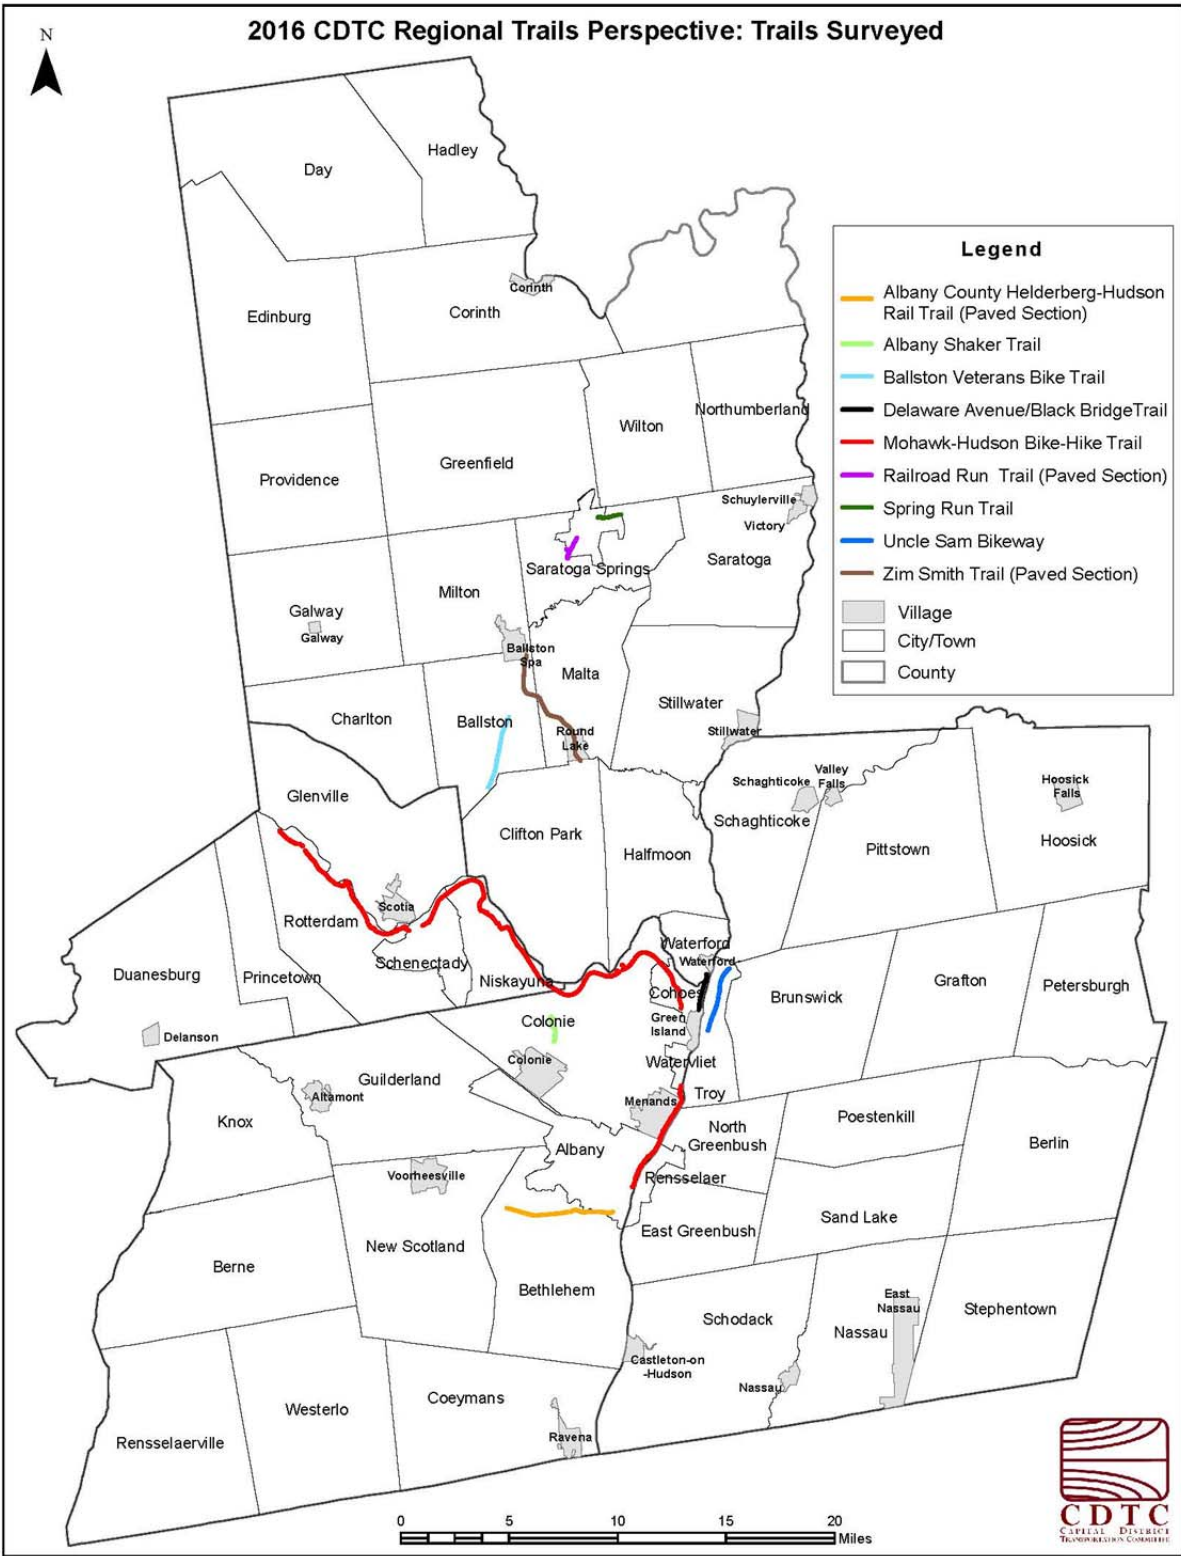 2016 CDTC Regional Trails Perspective: Trails Surveyed
N
Hadley
Day
Legend
Albany County Helderberg-Hudson
Rail Trail (Paved Section)
Albany Shaker Trail
Ballston Veterans Bike Trail
Delaware Avenue/Black BridgeTrail
Mohawk-Hudson Bike-Hike Trail
Railroad Run Trail (Paved Section)
Spring Run Trail
Uncle Sam Bikeway
Zim Smith Trail (Paved Section)
Village
City/Town
County
Corinth
Corinth
Edinburg
Northumberland
Wilton
Greenfield
Providence
Schuylerville
Victory
Saratoga
Saratoga Springs
Milton
Galway
Galway
Ballston
Spa
Malta
Stillwater
Stillwater
Charlton
Ballston
Round
Lake
Schaghticoke
Valley
Falls
Hoosick
Falls
Glenville
Schaghticoke
Clifton Park
Halfmoon
Pittstown
Hoosick
Scotia
Rotterdam
Waterford
Waterford
Schenectady
Duanesburg
Princetown
Niskayuna
Cohoes
Brunswick
Grafton
Petersburgh
Green
Island
Colonie
Delanson
Colonie
Watervliet
Guilderland
Altamont
Menands
Troy
Knox
North
Greenbush
Poestenkill
Berlin
Albany
Voorheesville
Rensselaer
Sand Lake
East Greenbush
New Scotland
Berne
Bethlehem
East
Nassau
Stephentown
Schodack
Nassau
Castleton-on
-Hudson
Nassau
Coeymans
Westerlo
Rensselaerville
Ravena
0 5 10 15 20
Miles
CDTC
CAPITAL DISTRICT
TRANSPORTATION COMMITTEE